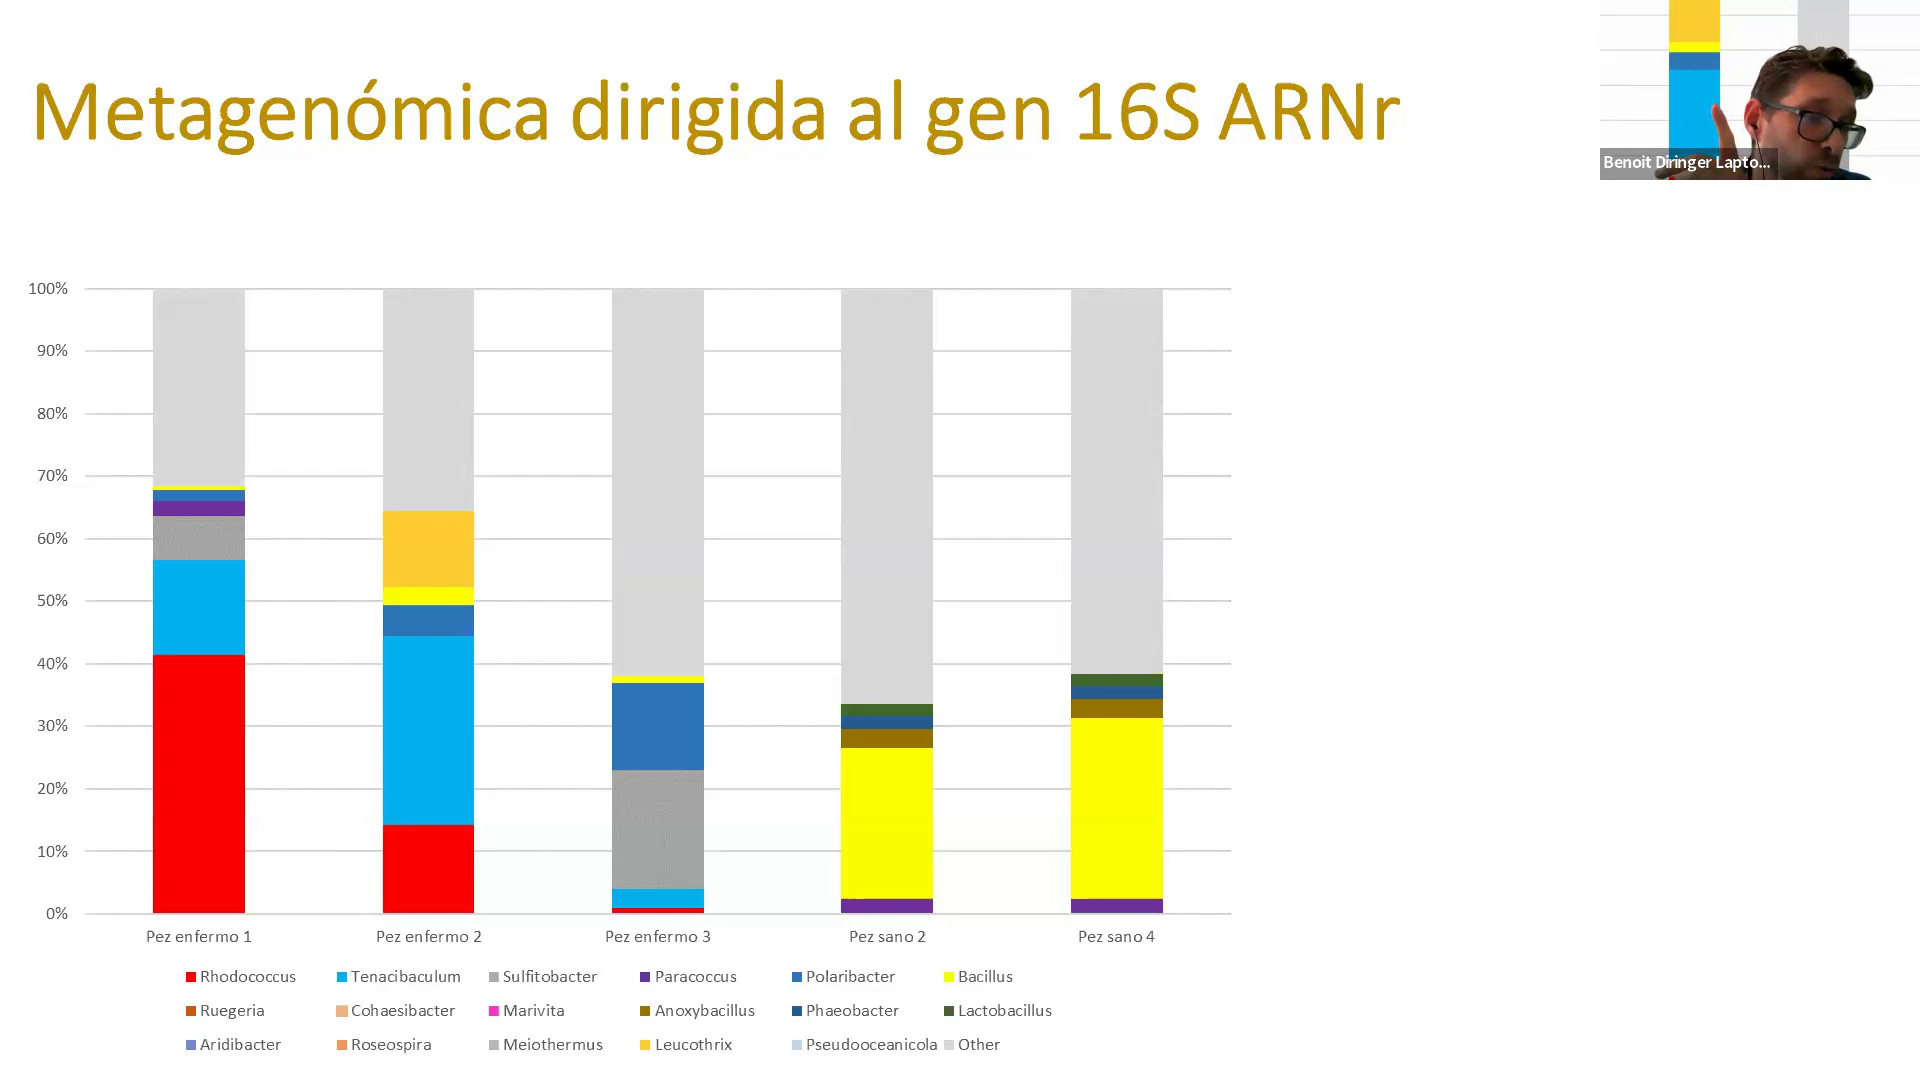 Metagenómica dirigida al gen 16S ARNr
Benoit Diringer Lapto...
100%
90%
80%
70%
60%
50%
40%
30%
20%
10%
0%
Pez enfermo 1 Pez enfermo 2 Pez enfermo 3 Pez sano 2 Pez sano 4
Rhodococcus Tenacibaculum Sulfitobacter Paracoccus Polaribacter Bacillus
Ruegeria Cohaesibacter Marivita Anoxybacillus Phaeobacter Lactobacillus
Aridibacter Roseospira Meiothermus Leucothrix Pseudooceanicola Other